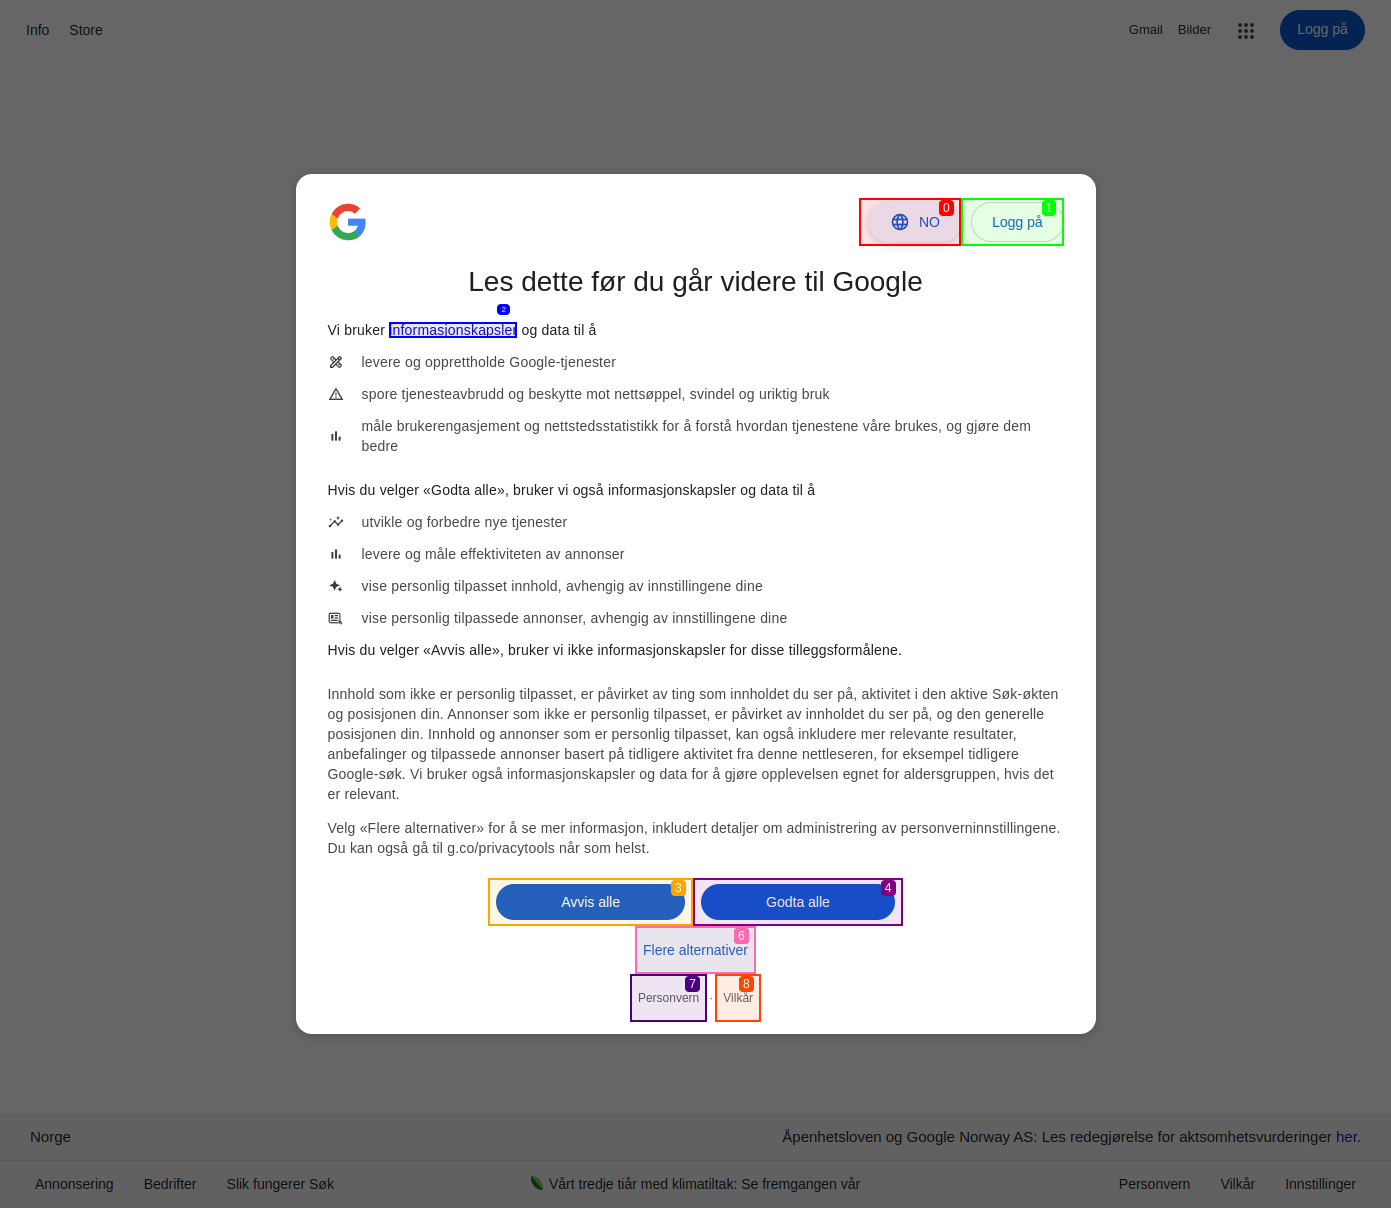 Info
Store
Gmail
Bilder
Logg på
0
NO
1
Logg på
Les dette før du går videre til Google
2
Vi bruker informasjonskapsler og data til å
levere og opprettholde Google-tjenester
spore tjenesteavbrudd og beskytte mot nettsøppel, svindel og uriktig bruk
måle brukerengasjement og nettstedsstatistikk for å forstå hvordan tjenestene våre brukes, og gjøre dem
bedre
Hvis du velger «Godta alle», bruker vi også informasjonskapsler og data til å
utvikle og forbedre nye tjenester
levere og måle effektiviteten av annonser
vise personlig tilpasset innhold, avhengig av innstillingene dine
vise personlig tilpassede annonser, avhengig av innstillingene dine
Hvis du velger «Avvis alle», bruker vi ikke informasjonskapsler for disse tilleggsformålene.
Innhold som ikke er personlig tilpasset, er påvirket av ting som innholdet du ser på, aktivitet i den aktive Søk-økten
og posisjonen din. Annonser som ikke er personlig tilpasset, er påvirket av innholdet du ser på, og den generelle
posisjonen din. Innhold og annonser som er personlig tilpasset, kan også inkludere mer relevante resultater,
anbefalinger og tilpassede annonser basert på tidligere aktivitet fra denne nettleseren, for eksempel tidligere
Google-søk. Vi bruker også informasjonskapsler og data for å gjøre opplevelsen egnet for aldersgruppen, hvis det
er relevant.
Velg «Flere alternativer» for å se mer informasjon, inkludert detaljer om administrering av personverninnstillingene.
Du kan også gå til g.co/privacytools når som helst.
3
Avvis alle
4
Godta alle
6
Flere alternativer
7
8
Personvern · Vilkår
Norge
Åpenhetsloven og Google Norway AS: Les redegjørelse for aktsomhetsvurderinger her.
Annonsering
Bedrifter
Slik fungerer Søk
Vårt tredje tiår med klimatiltak: Se fremgangen vår
Personvern
Vilkår
Innstillinger